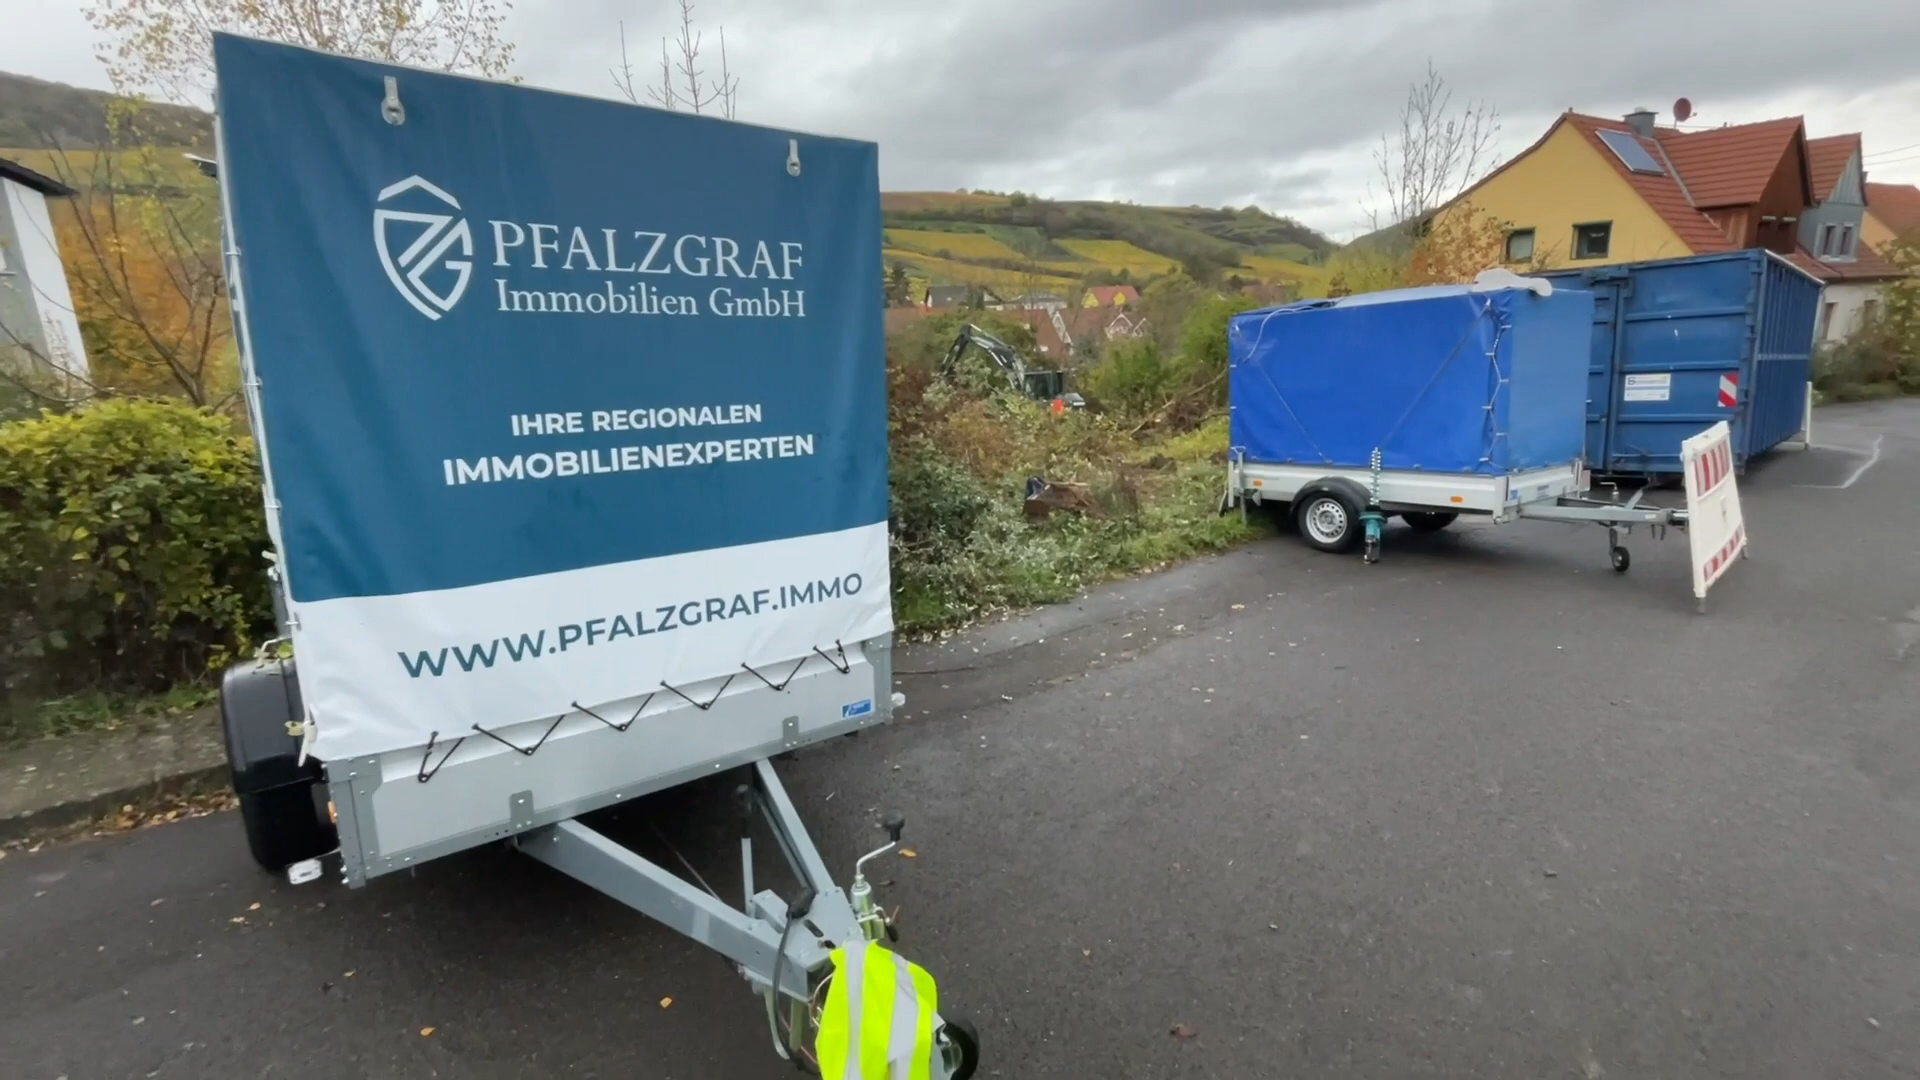 PFALZGRAF
Immobilien GmbH
IHRE REGIONALEN
IMMOBILIENEXPERTEN
WWW.PFALZGRAF.IMMO